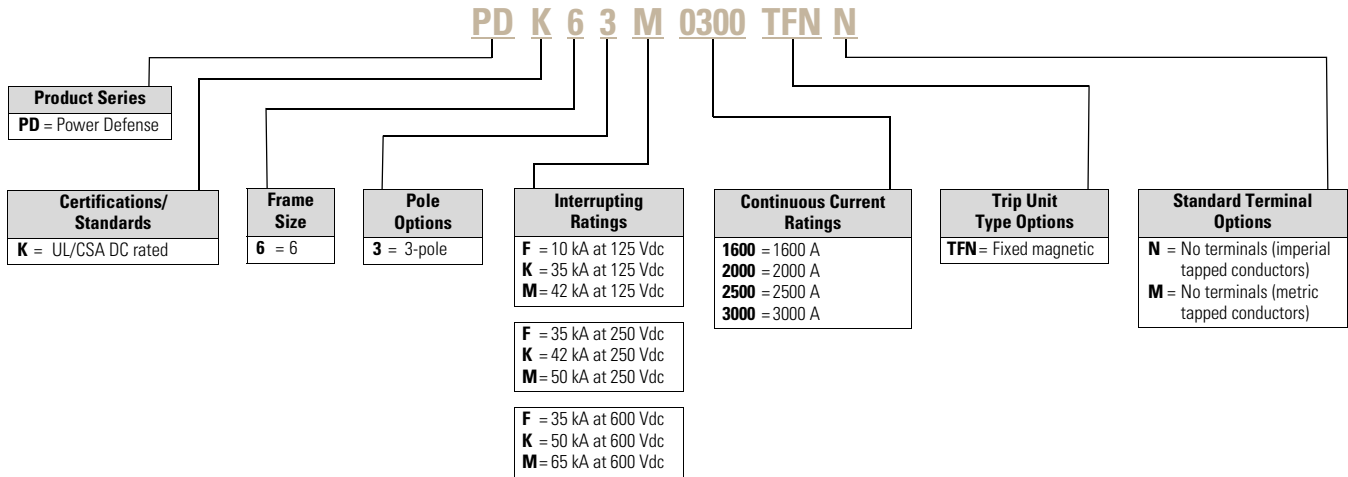 PD K 6 3 M 0300 TFN N
Product Series
PD = Power Defense
Certifications/
Standards
K = UL/CSA DC rated
Frame
Size
6 = 6
Pole
Options
3 = 3-pole
Interrupting
Ratings
F = 10 kA at 125 Vdc
K = 35 kA at 125 Vdc
M = 42 kA at 125 Vdc
F = 35 kA at 250 Vdc
K = 42 kA at 250 Vdc
M = 50 kA at 250 Vdc
F = 35 kA at 600 Vdc
K = 50 kA at 600 Vdc
M = 65 kA at 600 Vdc
Continuous Current
Ratings
1600 = 1600 A
2000 = 2000 A
2500 = 2500 A
3000 = 3000 A
Trip Unit
Type Options
TFN = Fixed magnetic
Standard Terminal
Options
N = No terminals (imperial
tapped conductors)
M = No terminals (metric
tapped conductors)